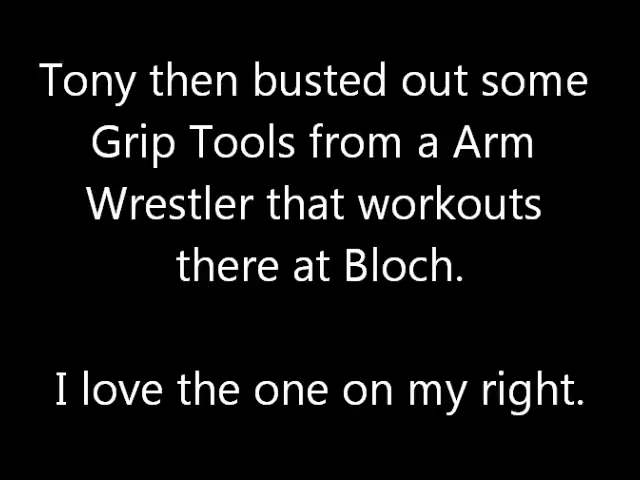 Tony then busted out some
Grip Tools from a Arm
Wrestler that workouts
there at Bloch.
I love the one on my right.